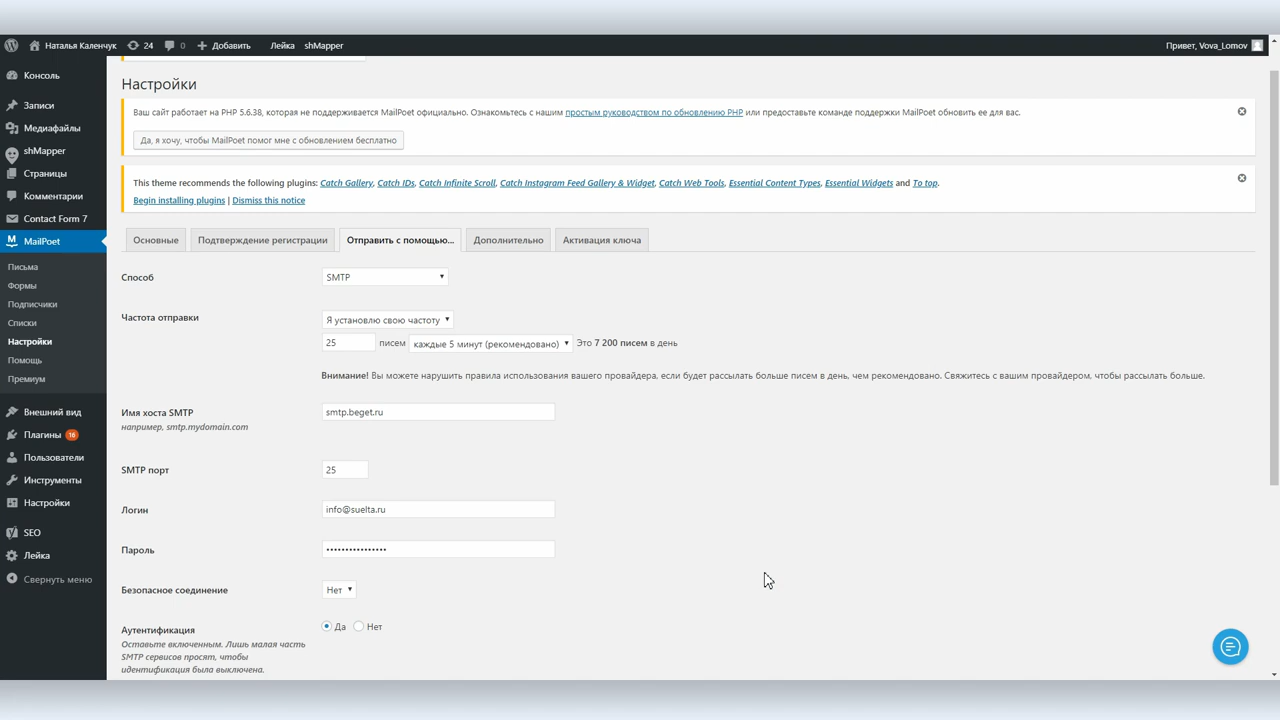 Наталья Каленчук 24 0 Добавить Лейка shMapper Привет, Vova_Lomov
Консоль
Записи
Медиафайлы
shMapper
Страницы
Комментарии
Contact Form 7
MailPoet
Письма
Формы
Подписчики
Списки
Настройки
Помощь
Премиум
Внешний вид
Плагины 16
Пользователи
Инструменты
Настройки
SEO
Лейка
Свернуть меню
Настройки
Ваш сайт работает на PHP 5.6.38, которая не поддерживается MailPoet официально. Ознакомьтесь с нашим простым руководством по обновлению PHP или предоставьте команде поддержки MailPoet обновить ее для вас.
Да, я хочу, чтобы MailPoet помог мне с обновлением бесплатно
This theme recommends the following plugins: Catch Gallery, Catch IDs, Catch Infinite Scroll, Catch Instagram Feed Gallery & Widget, Catch Web Tools, Essential Content Types, Essential Widgets and To top.
Begin installing plugins | Dismiss this notice
Основные Подтверждение регистрации Отправить с помощью... Дополнительно Активация ключа
Способ SMTP
Частота отправки Я установлю свою частоту
25 писем каждые 5 минут (рекомендовано) Это 7 200 писем в день
Внимание! Вы можете нарушить правила использования вашего провайдера, если будет рассылать больше писем в день, чем рекомендовано. Свяжитесь с вашим провайдером, чтобы рассылать больше.
Имя хоста SMTP smtp.beget.ru
например, smtp.mydomain.com
SMTP порт 25
Логин info@suelta.ru
Пароль ••••••••••••••••
Безопасное соединение Нет
Аутентификация Да Нет
Оставьте включенным. Лишь малая часть
SMTP сервисов просят, чтобы
идентификация была выключена.